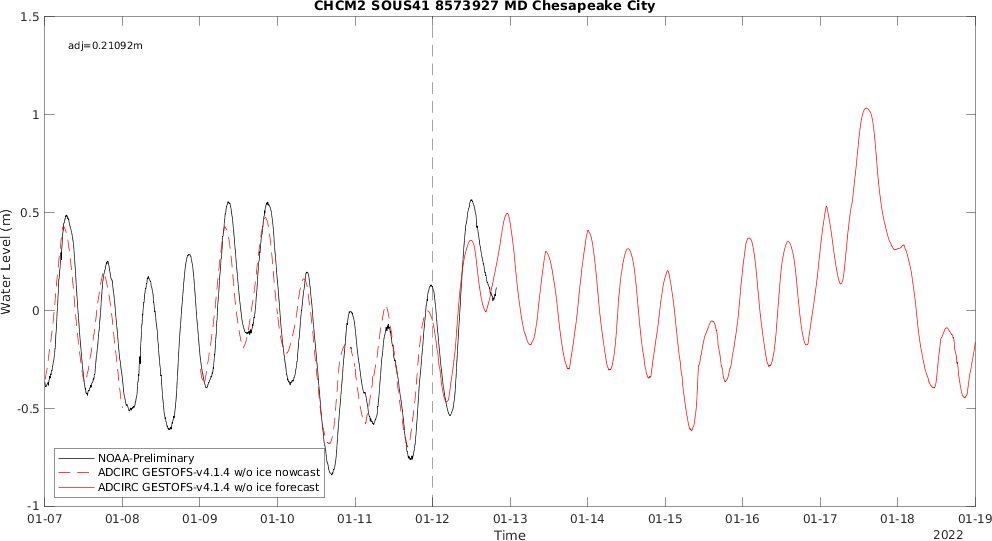 CHCM2 SOUS41 8573927 MD Chesapeake City
adj=0.21092m
1.5
1
0.5
0
-0.5
-1
Water Level (m)
NOAA-Preliminary
ADCIRC GESTOFS-v4.1.4 w/o ice nowcast
ADCIRC GESTOFS-v4.1.4 w/o ice forecast
01-07 01-08 01-09 01-10 01-11 01-12 01-13 01-14 01-15 01-16 01-17 01-18 01-19
Time
2022